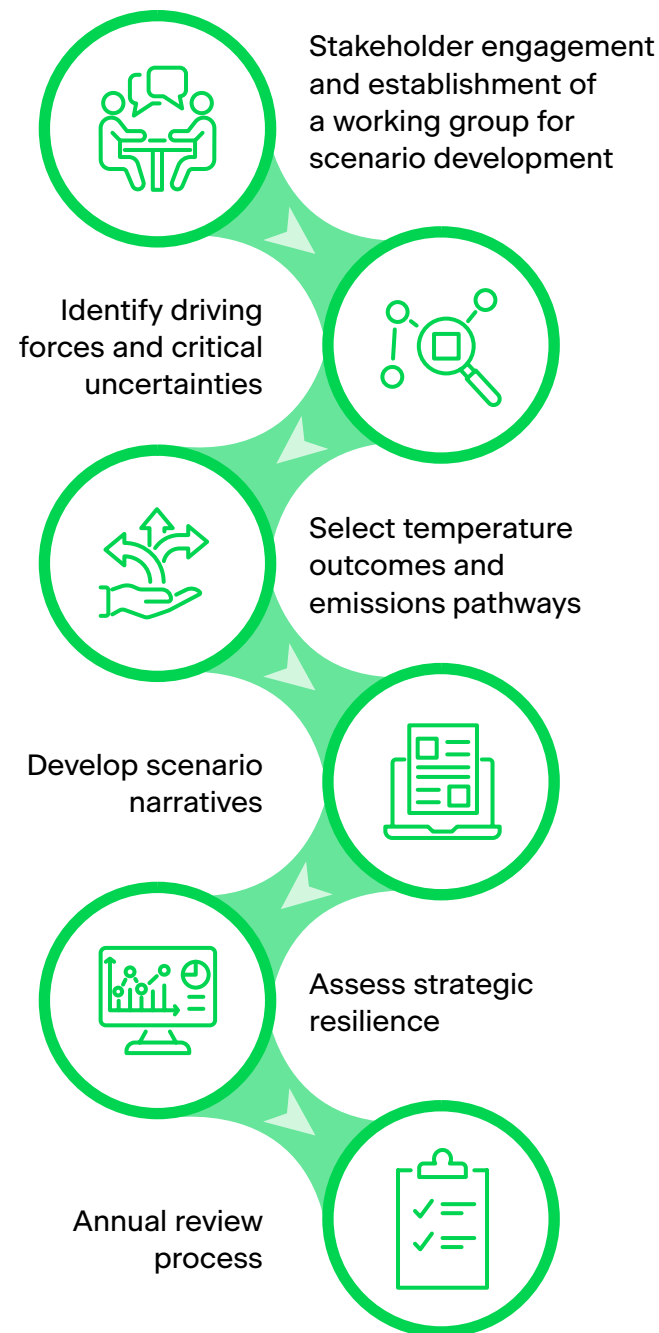 Stakeholder engagement
and establishment of
a working group for
scenario development
Identify driving
forces and critical
uncertainties
Select temperature
outcomes and
emissions pathways
Develop scenario
narratives
Assess strategic
resilience
Annual review
process